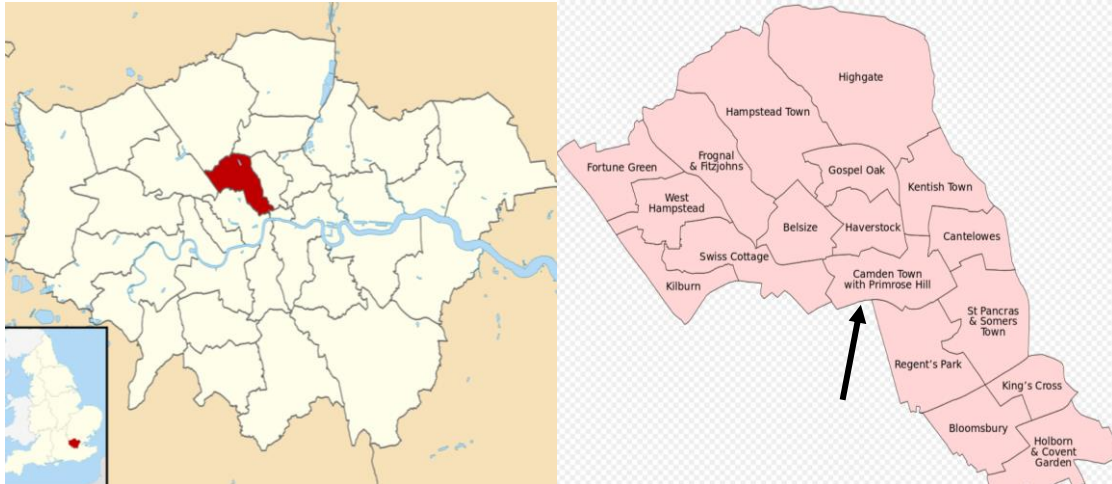 Highgate
Hampstead Town
Frognal
& Fitzjohns
Fortune Green
Gospel Oak
Kentish Town
West
Hampstead
Belsize
Haverstock
Cantelowes
Swiss Cottage
Camden Town
with Primrose Hill
Kilburn
St Pancras
& Somers
Town
Regent's Park
King's Cross
Bloomsbury
Holborn
& Covent
Garden